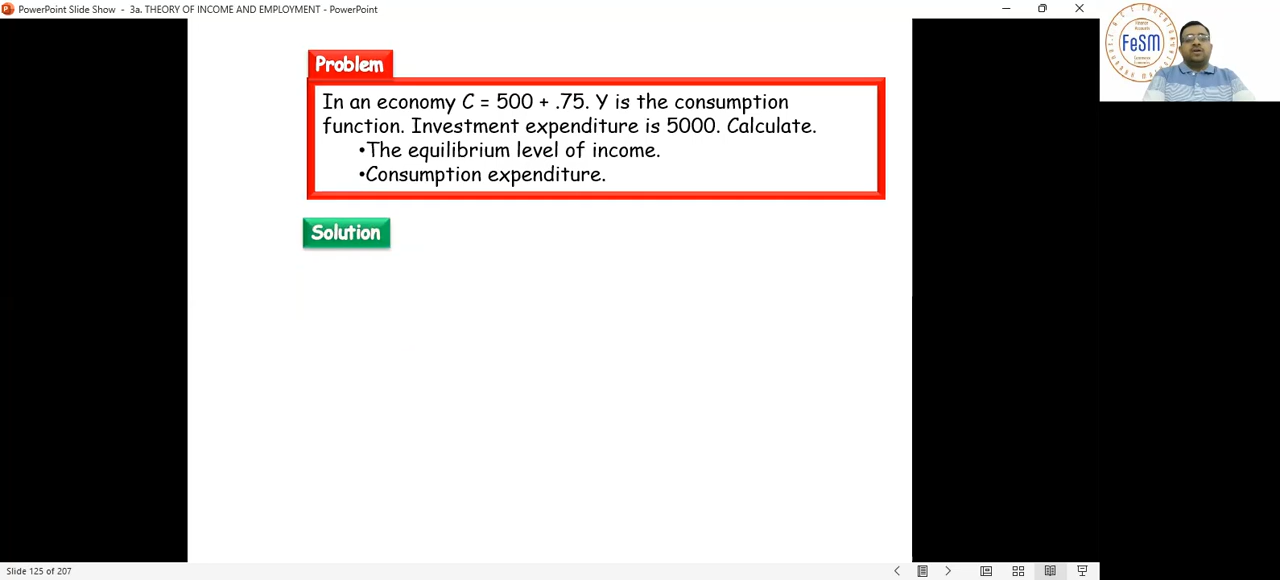 PowerPoint Slide Show - 3a. THEORY OF INCOME AND EMPLOYMENT - PowerPoint
FeSM
Problem
In an economy C = 500 + .75. Y is the consumption
function. Investment expenditure is 5000. Calculate.
•The equilibrium level of income.
•Consumption expenditure.
Solution
Slide 125 of 207